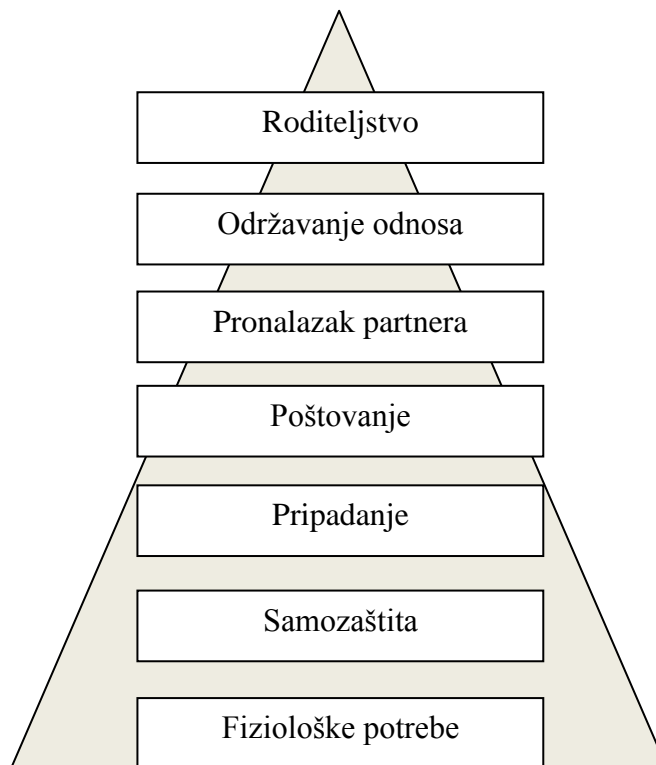 Roditeljstvo
Održavanje odnosa
Pronalazak partnera
Poštovanje
Pripadanje
Samozaštita
Fiziološke potrebe